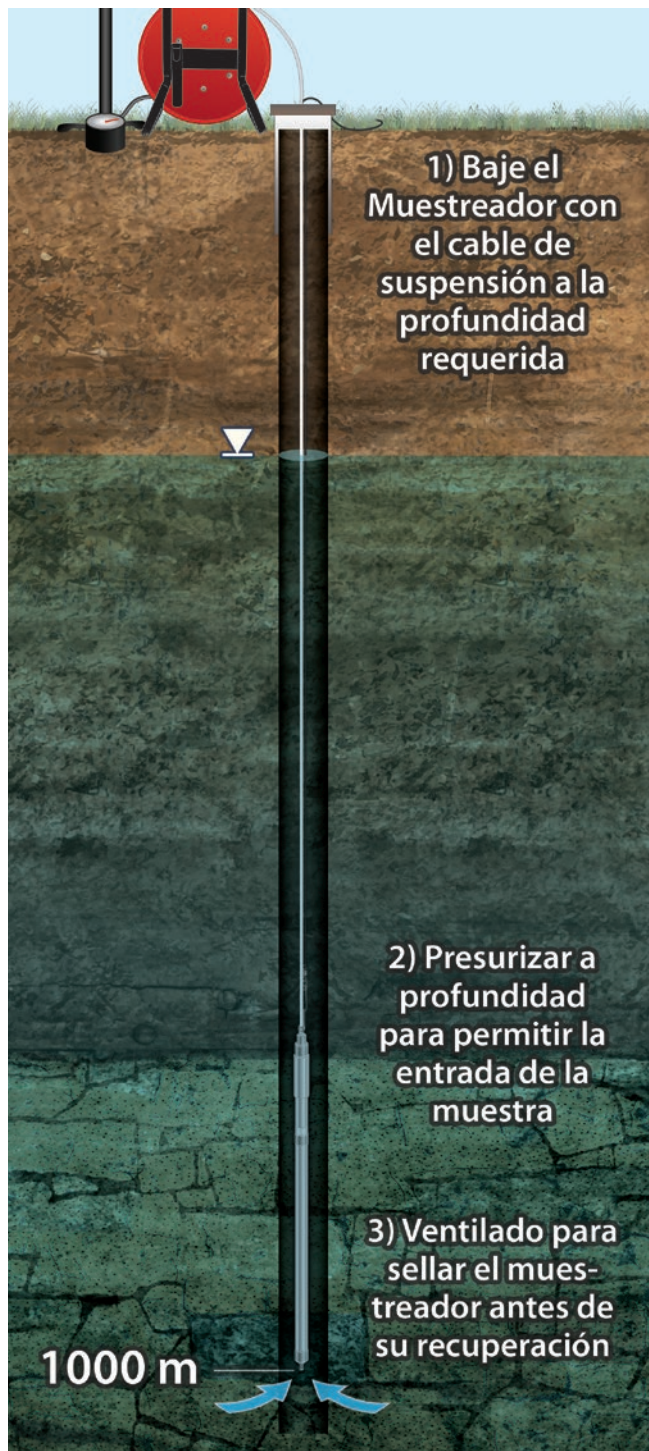 1) Baje el
Muestreador con
el cable de
suspensión a la
profundidad
requerida
2) Presurizar a
profundidad
para permitir la
entrada de la
muestra
3) Ventilado para
sellar el mues-
treador antes de
su recuperación
1000 m